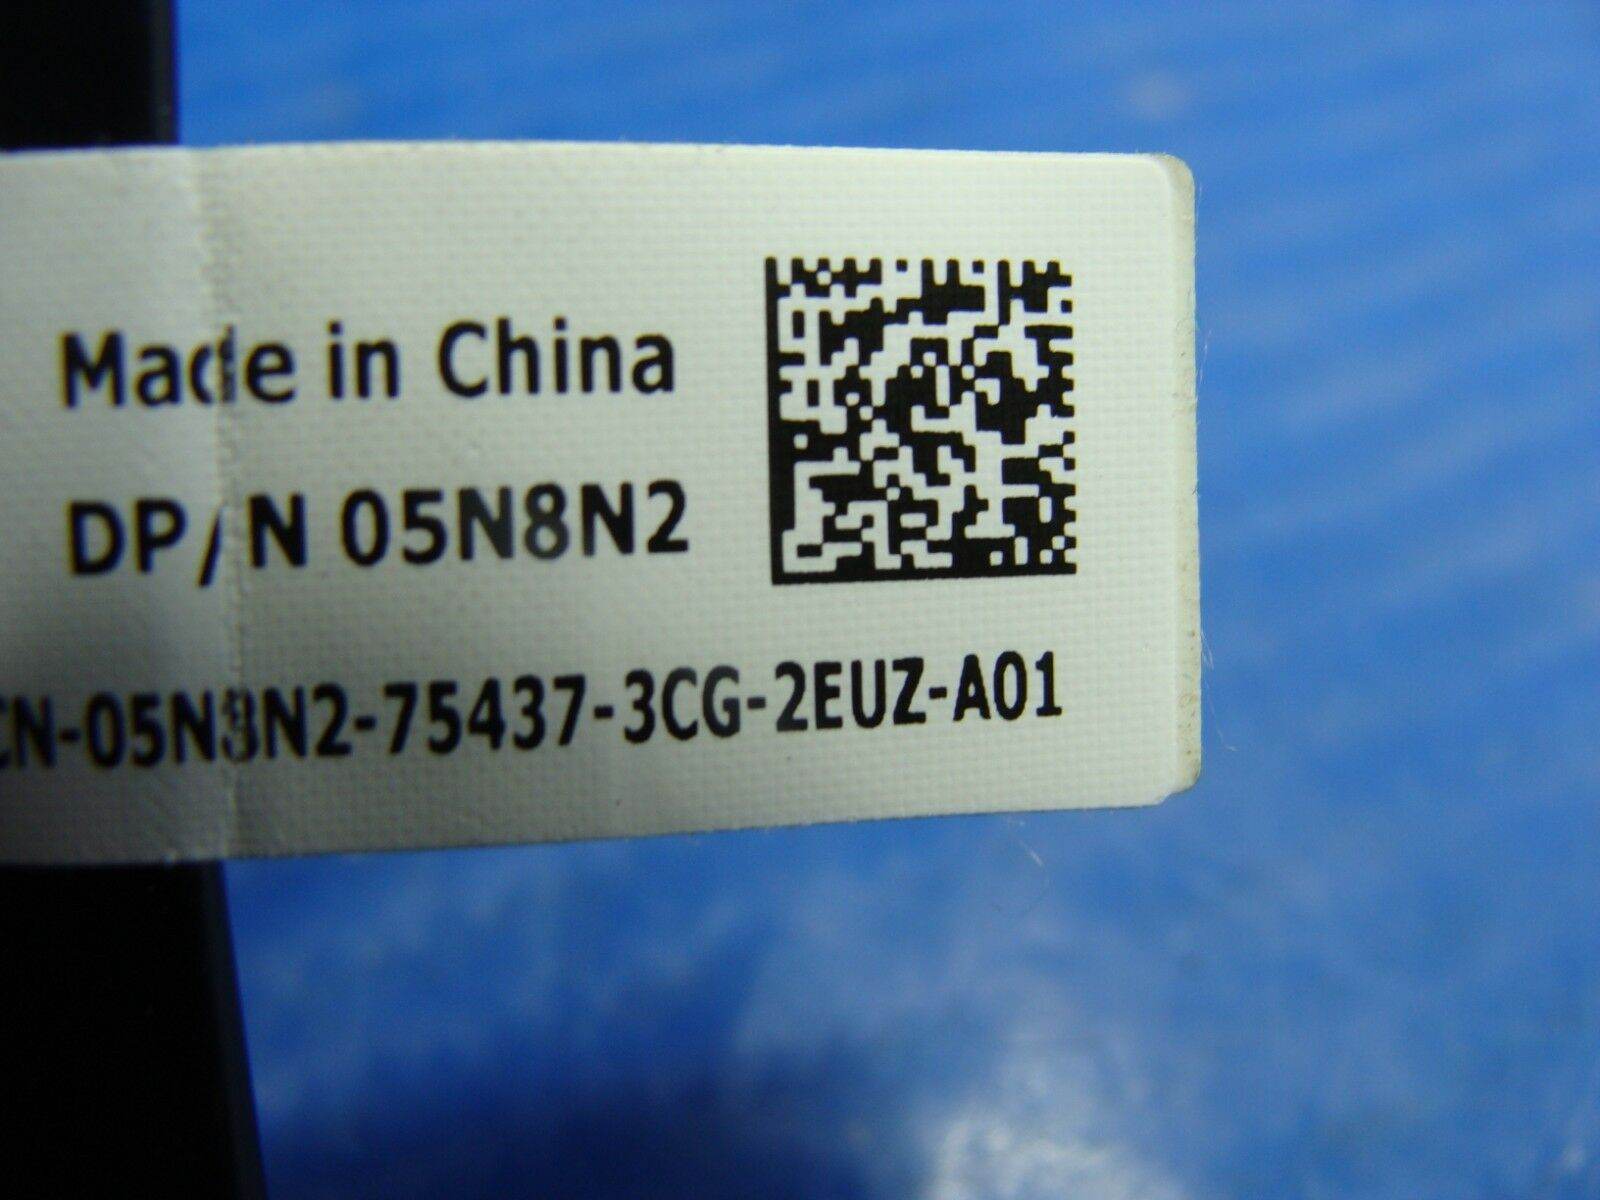 Made in China
DP/N 05N8N2
CN-05N8N2-75437-3CG-2EUZ-A01